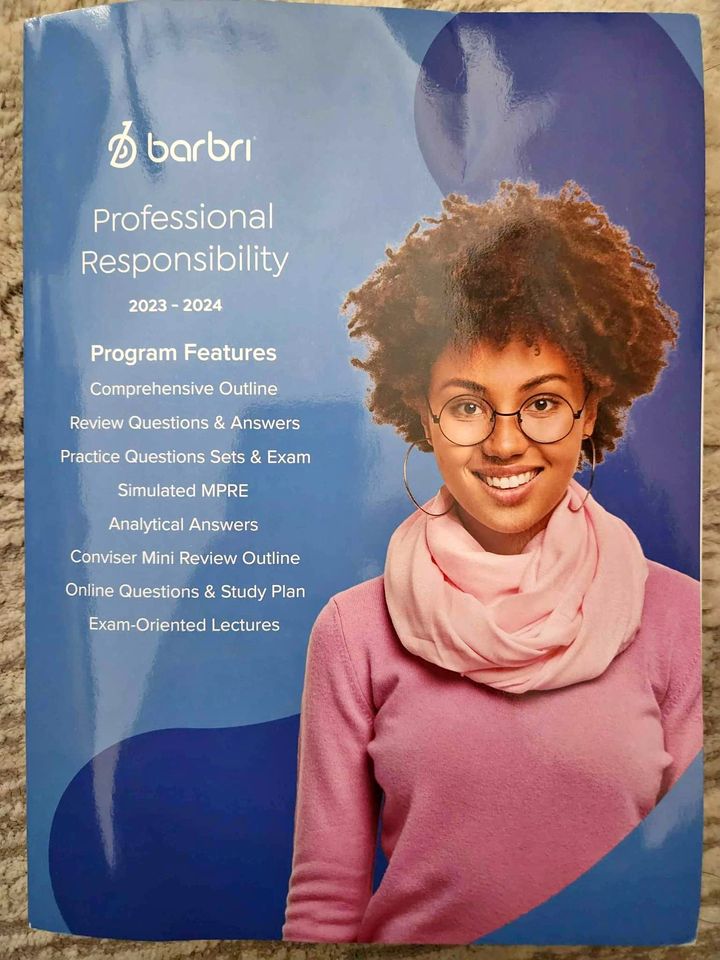 barbri
Professional
Responsibility
2023 - 2024
Program Features
Comprehensive Outline
Review Questions & Answers
Practice Questions Sets & Exam
Simulated MPRE
Analytical Answers
Conviser Mini Review Outline
Online Questions & Study Plan
Exam-Oriented Lectures